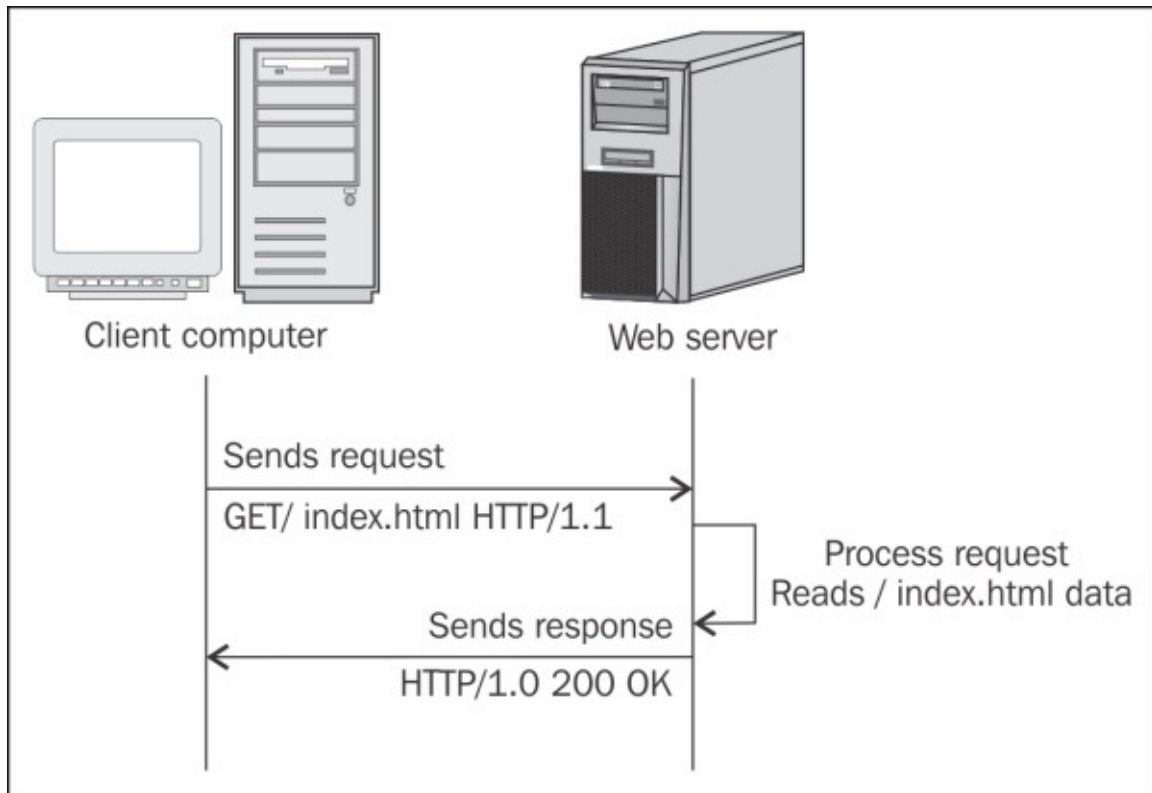 Client computer
Web server
Sends request
GET/ index.html HTTP/1.1
Process request
Reads / index.html data
Sends response
HTTP/1.0 200 OK